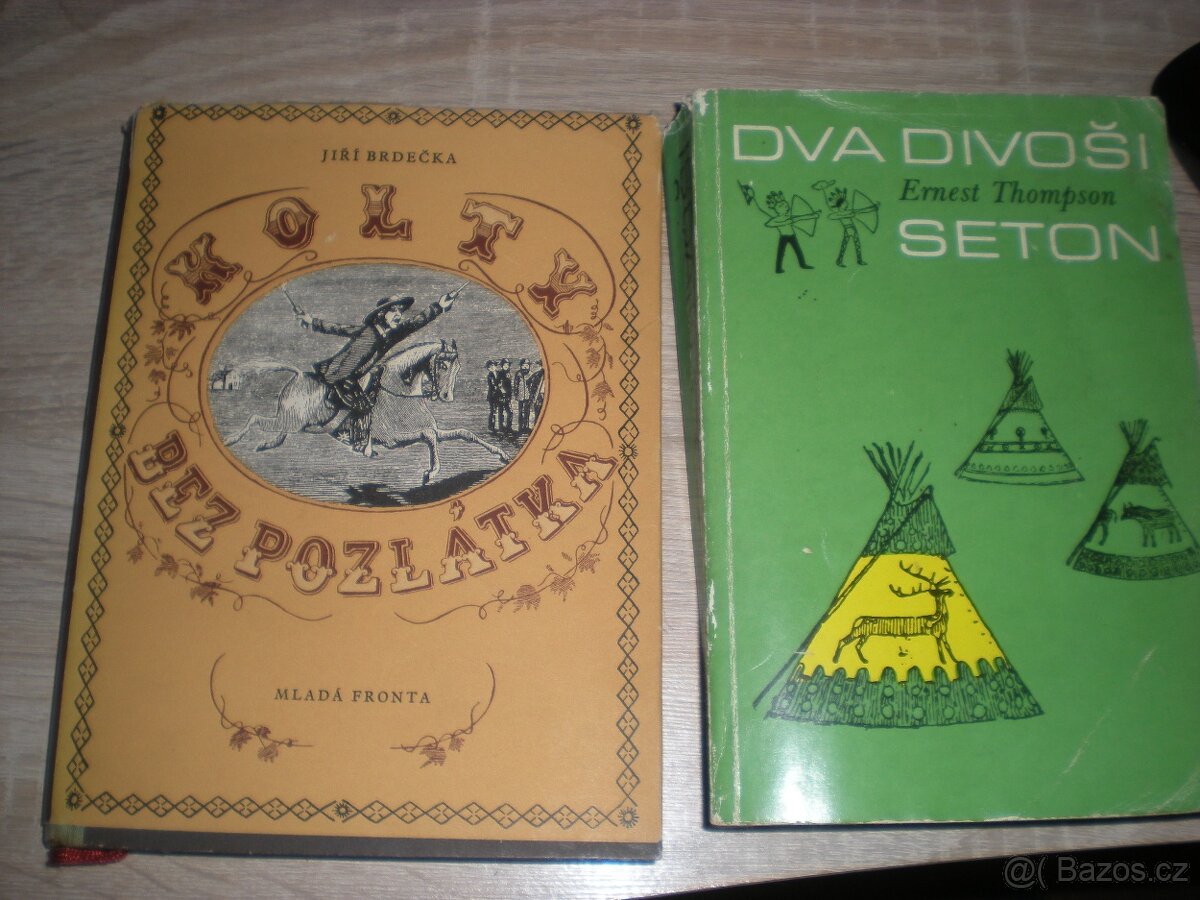 JIŘÍ BRDEČKA
KOLTY
BEZ POZLÁTKA
MLADÁ FRONTA
DVA DIVOŠI
Ernest Thompson
SETON
@( Bazos.cz